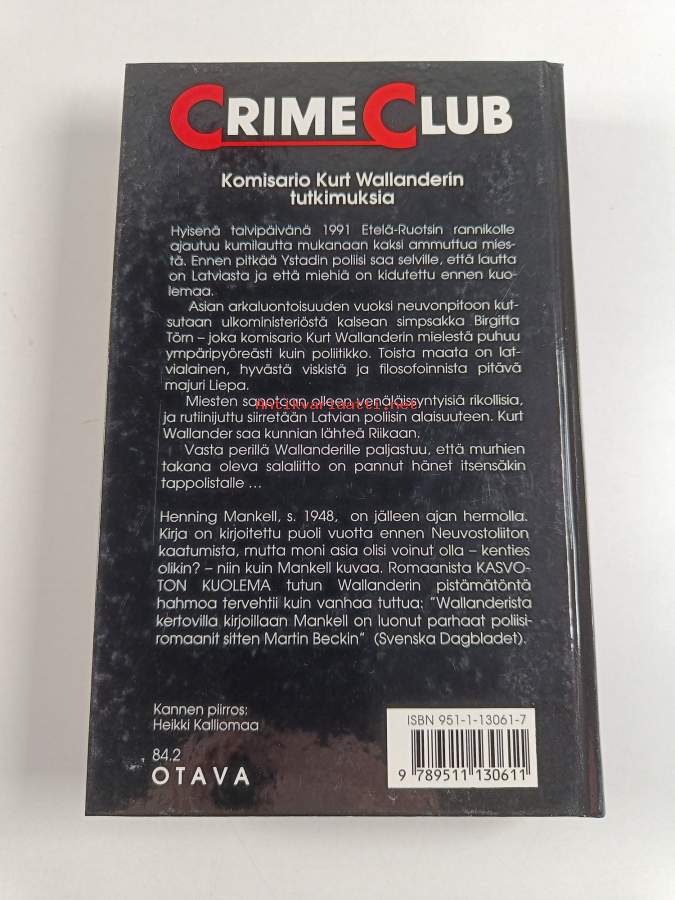 CRIME CLUB
Komisario Kurt Wallanderin
tutkimuksia
Hyisenä talvipäivänä 1991 Etelä-Ruotsin rannikolle
ajautuu kumilautta mukanaan kaksi ammuttua mies-
tä. Ennen pitkää Ystadin poliisi saa selville, että lautta
on Latviasta ja että miehiä on kidutettu ennen kuo-
lemaa.
Asian arkaluontoisuuden vuoksi neuvonpitoon kut-
sutaan ulkoministeriöstä kalsean simpsakka Birgitta
Törn – joka komisario Kurt Wallanderin mielestä puhuu
ympäripyöreästi kuin poliitikko. Toista maata on lat-
vialainen, hyvästä viskistä ja filosofoinnista pitävä
majuri Liepa.
Miesten sanotaan olleen venäläissyntyisiä rikollisia,
Antikvariaatti.net
ja rutiinijuttu siirretään Latvian poliisin alaisuuteen. Kurt
Wallander saa kunnian lähteä Riikaan.
Vasta perillä Wallanderille paljastuu, että murhien
takana oleva salaliitto on pannut hänet itsensäkin
tappolistalle ...
Henning Mankell, s. 1948, on jälleen ajan hermolla.
Kirja on kirjoitettu puoli vuotta ennen Neuvostoliiton
kaatumista, mutta moni asia olisi voinut olla – kenties
olikin? – niin kuin Mankell kuvaa. Romaanista KASVO-
TON KUOLEMA tutun Wallanderin pistämätöntä
hahmoa tervehtii kuin vanhaa tuttua: "Wallanderista
kertovilla kirjoillaan Mankell on luonut parhaat poliisi-
romaanit sitten Martin Beckin" (Svenska Dagbladet).
Kannen piirros:
Heikki Kalliomaa
84.2
OTAVA
ISBN 951-1-13061-7
9 789511 130611